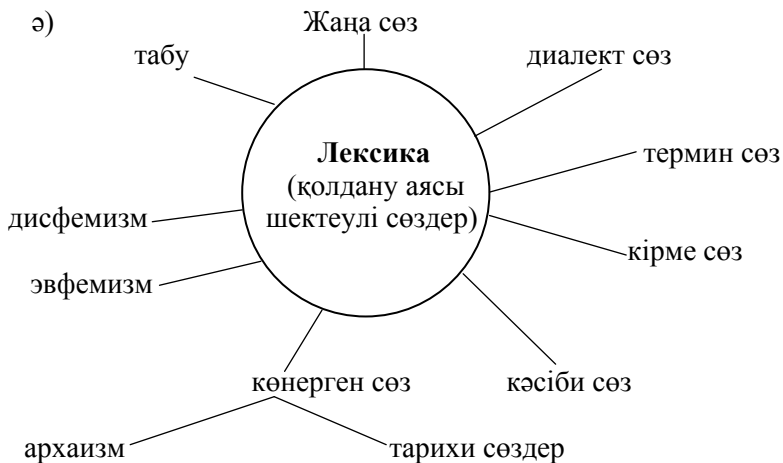 ә)
Жаңа сөз
табу
диалект сөз
Лексика
(қолдану аясы
шектеулі сөздер)
термин сөз
дисфемизм
кірме сөз
эвфемизм
көнерген сөз
кәсіби сөз
архаизм
тарихи сөздер